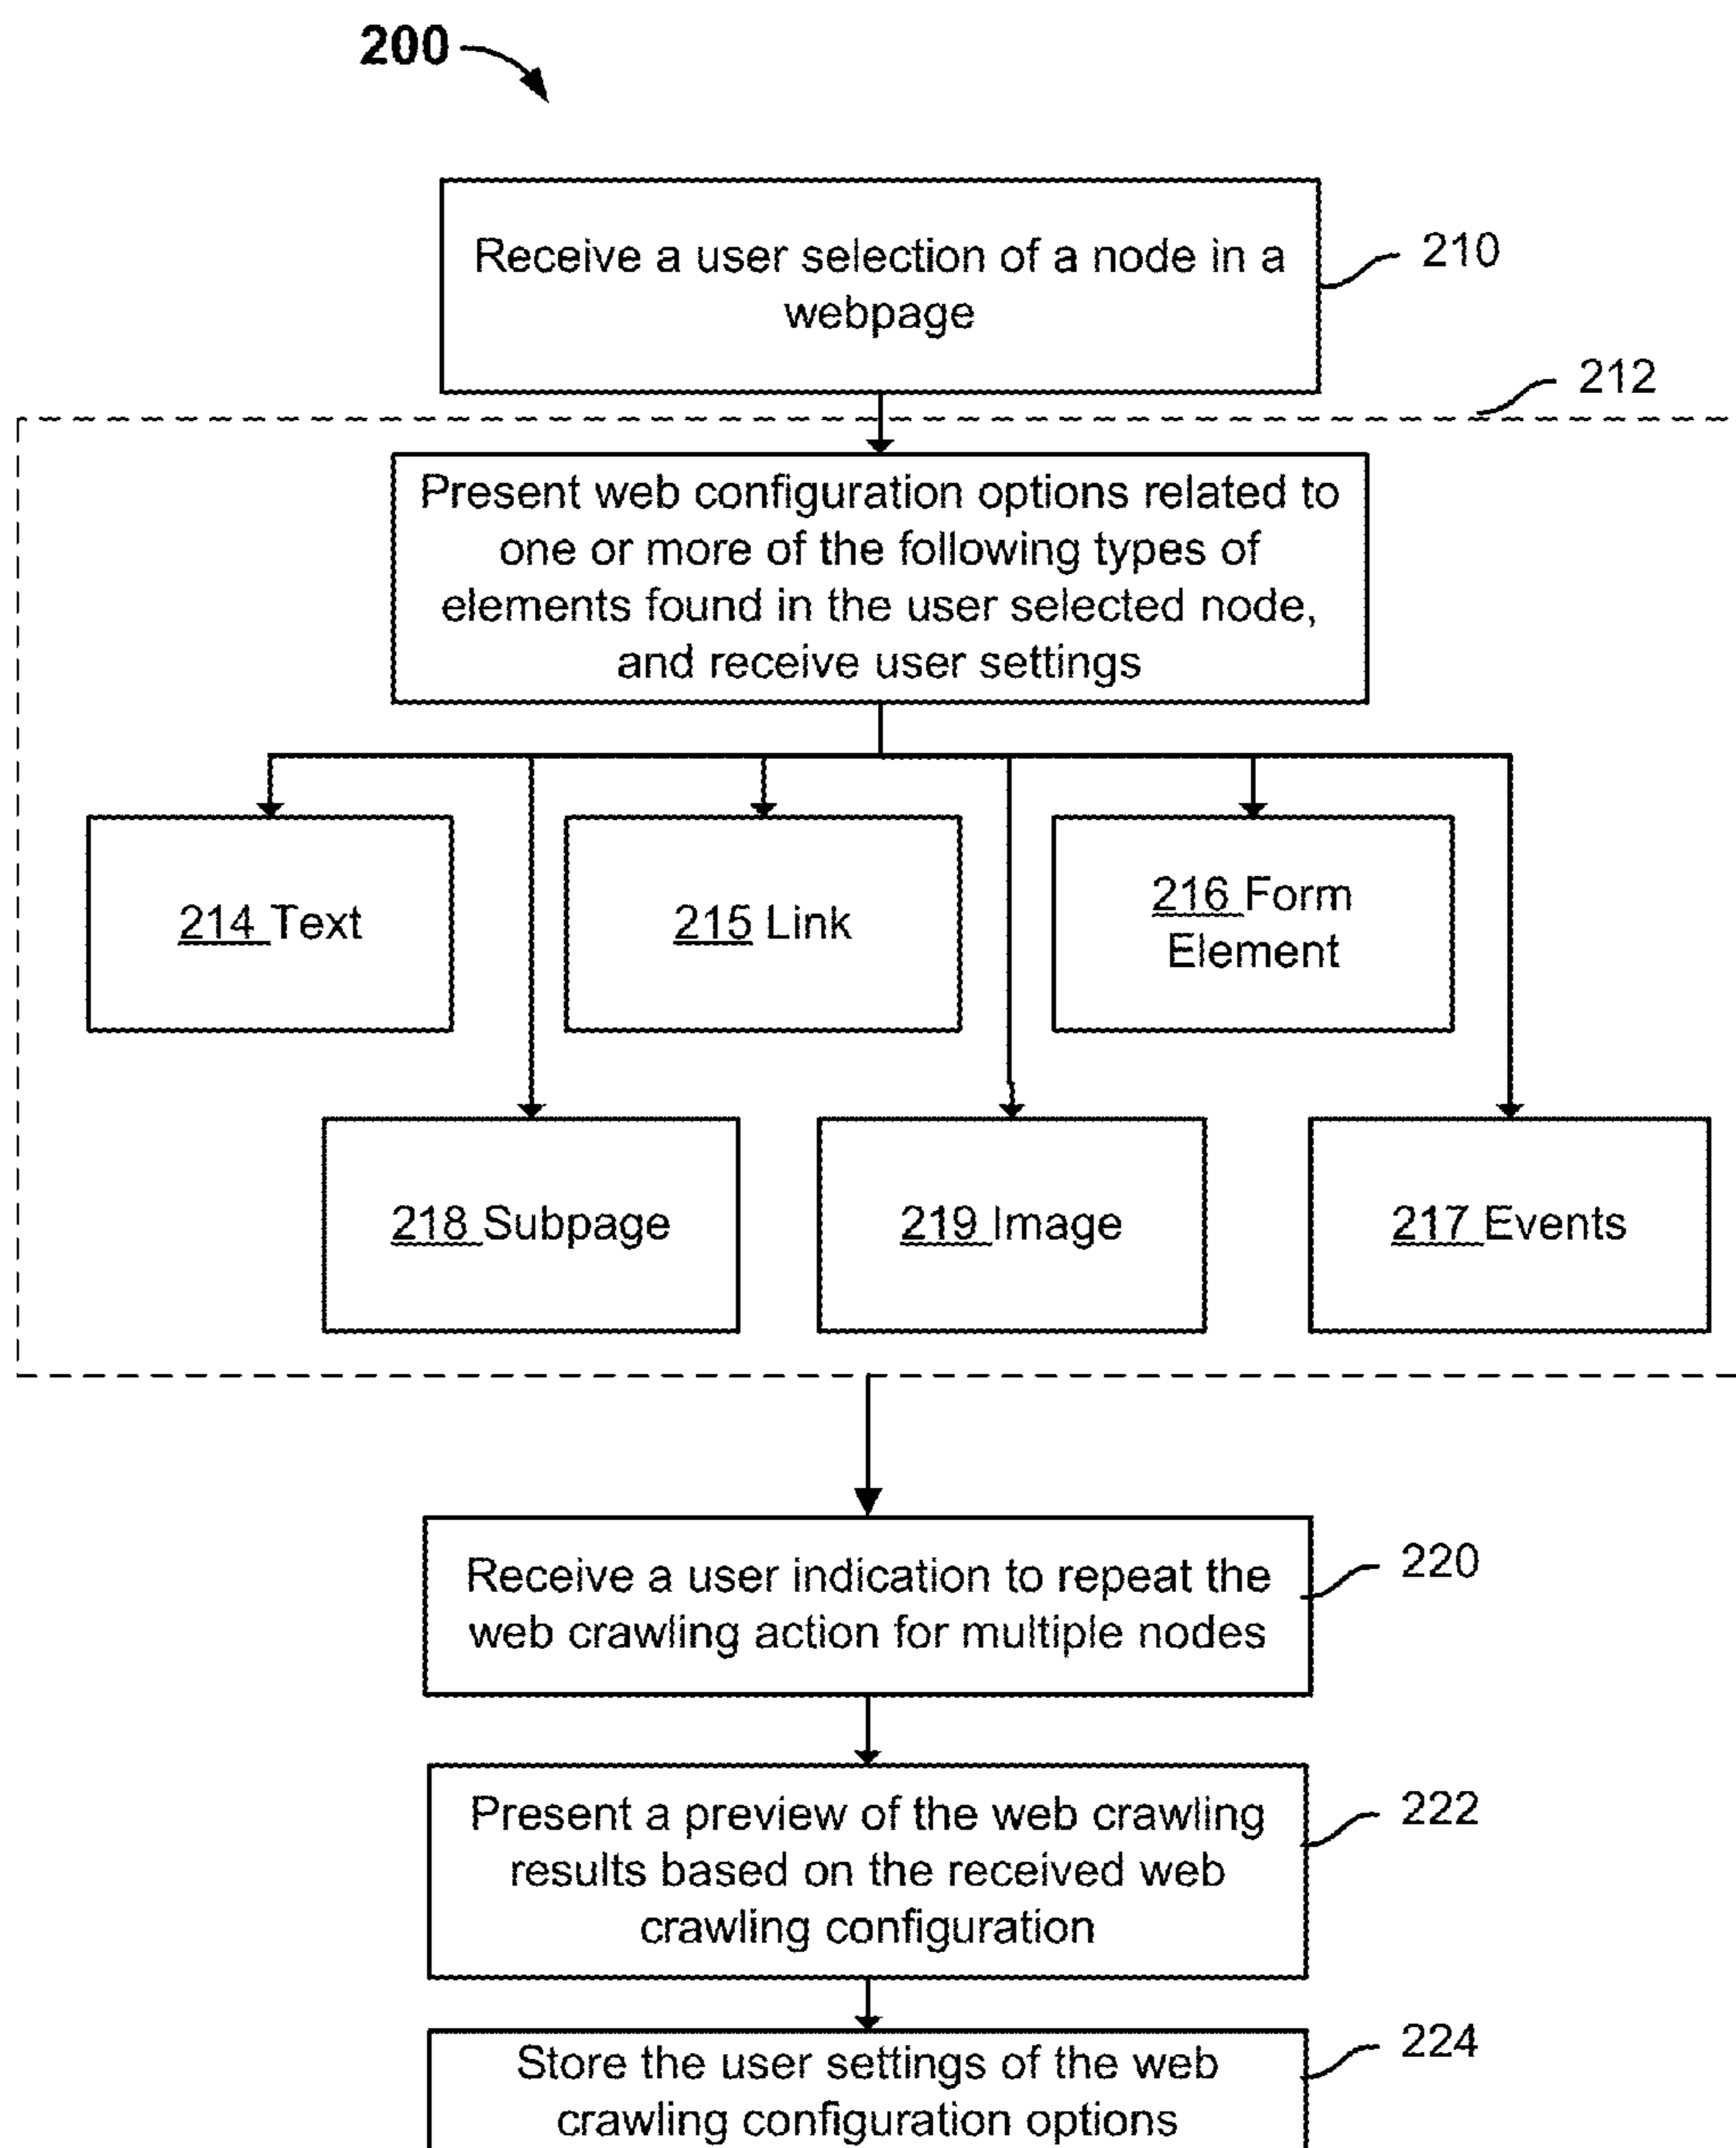 200
Receive a user selection of a node in a
webpage
210
212
Present web configuration options related to
one or more of the following types of
elements found in the user selected node,
and receive user settings
214 Text
215 Link
216 Form
Element
218 Subpage
219 Image
217 Events
Receive a user indication to repeat the
web crawling action for multiple nodes
220
Present a preview of the web crawling
results based on the received web
crawling configuration
222
Store the user settings of the web
crawling configuration options
224